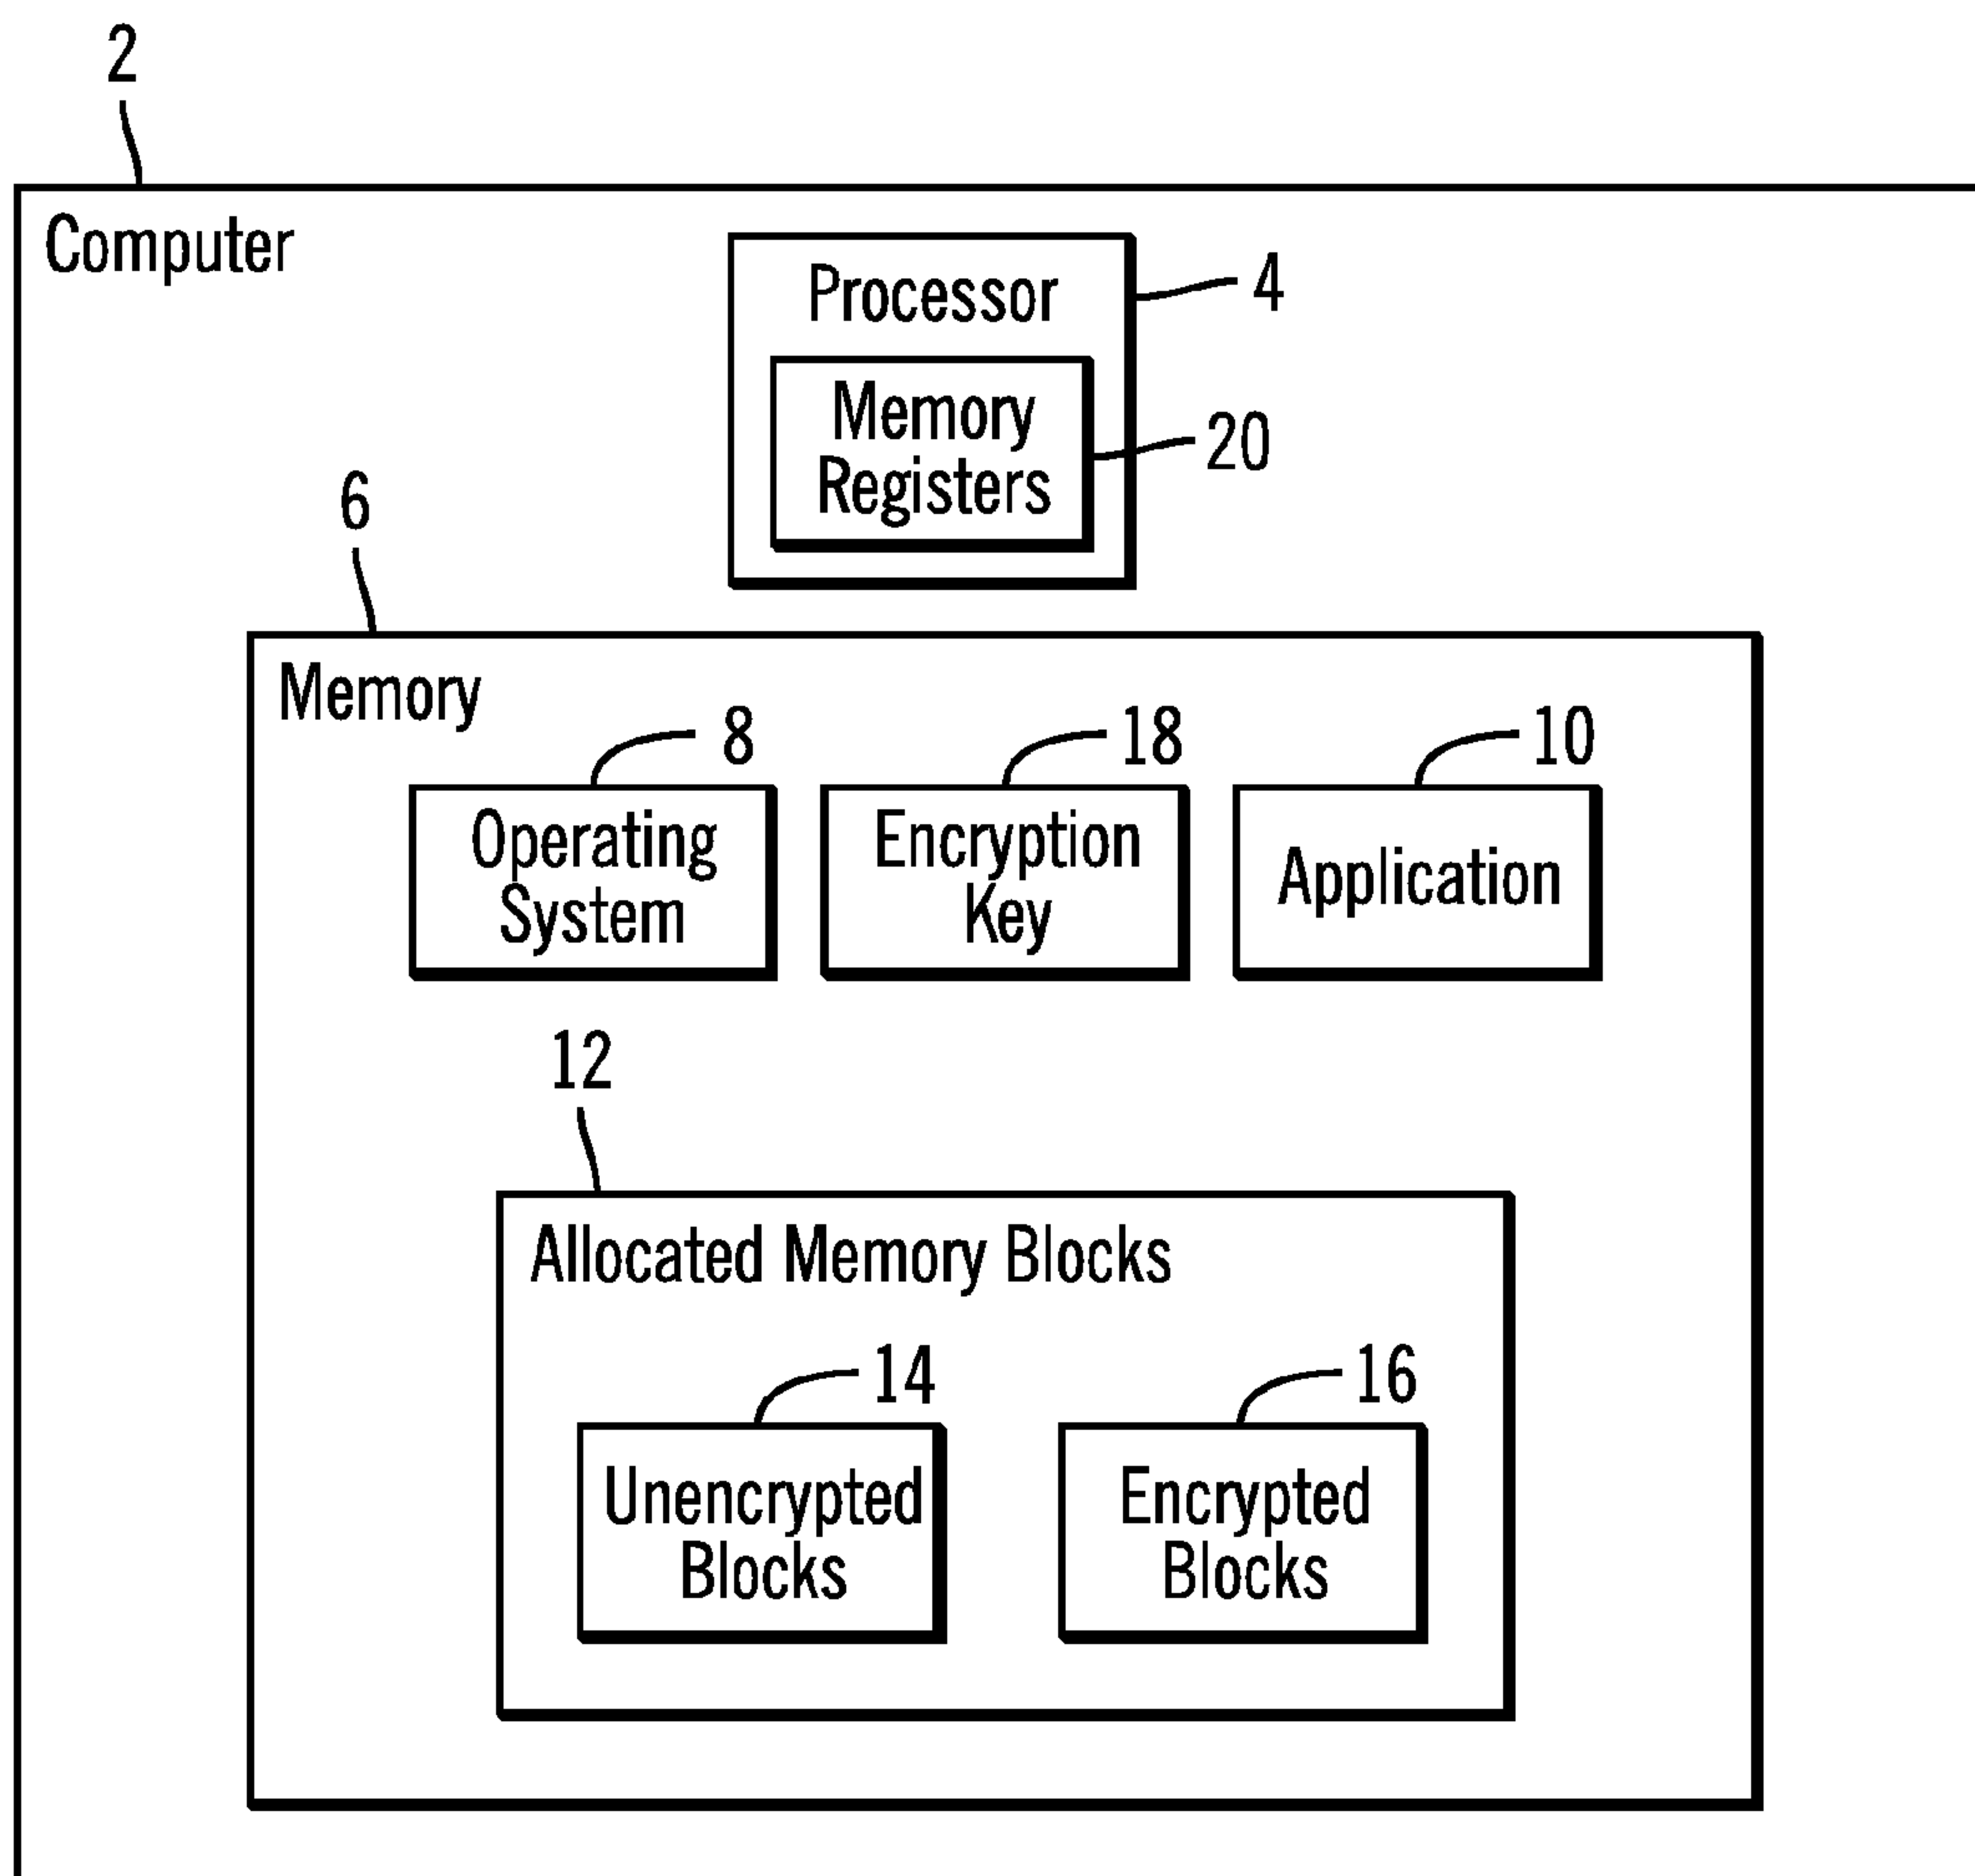 2
Computer
Processor
4
Memory
Registers
20
6
Memory
8
18
10
Operating
System
Encryption
Key
Application
12
Allocated Memory Blocks
14
16
Unencrypted
Blocks
Encrypted
Blocks